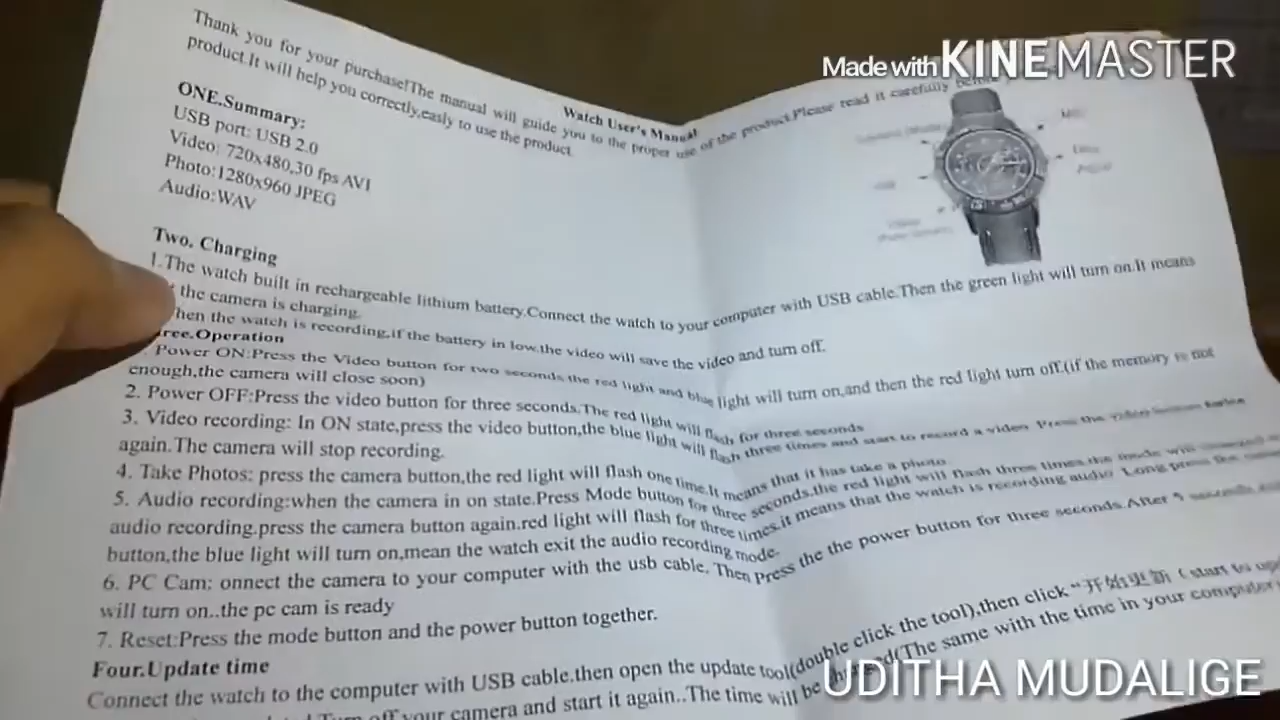 Made with KINEMASTER
Watch User's Manual
Thank you for your purchase!The manual will guide you to the proper use of the product.Please read it carefully before
product.It will help you correctly,easly to use the product
ONE.Summary:
USB port: USB 2.0
Video: 720x480,30 fps AVI
Photo:1280x960 JPEG
Audio:WAV
Two. Charging
1.The watch built in rechargeable lithium battery.Connect the watch to your computer with USB cable.Then the green light will turn on.It means
the camera is charging.
hen the watch is recording,if the battery in low.the video will save the video and turn off.
ree.Operation
Power ON:Press the Video button for two seconds.the red light and blue light will turn on,and then the red light turn off.(if the memory is not
enough,the camera will close soon)
2. Power OFF:Press the video button for three seconds.The red light will flash for three seconds
3. Video recording: In ON state,press the video button,the blue light will flash three times and start to record a video. Press the video button twice
again.The camera will stop recording.
4. Take Photos: press the camera button,the red light will flash one time.It means that it has take a photo.
5. Audio recording:when the camera in on state.Press Mode button for three seconds.the red light will flash three times.the mode will changed
audio recording.press the camera button again.red light will flash for three times.it means that the watch is recording audio. Long press the
button,the blue light will turn on,mean the watch exit the audio recording mode.
6. PC Cam: onnect the camera to your computer with the usb cable. Then Press the the power button for three seconds.After 5 seconds
will turn on..the pc cam is ready
7. Reset:Press the mode button and the power button together.
Four.Update time
Connect the watch to the computer with USB cable.then open the update tool(double click the tool),then click “开始更新 ( start to up
Turn off your camera and start it again..The time will be (The same with the time in your computer)
UDITHA MUDALIGE